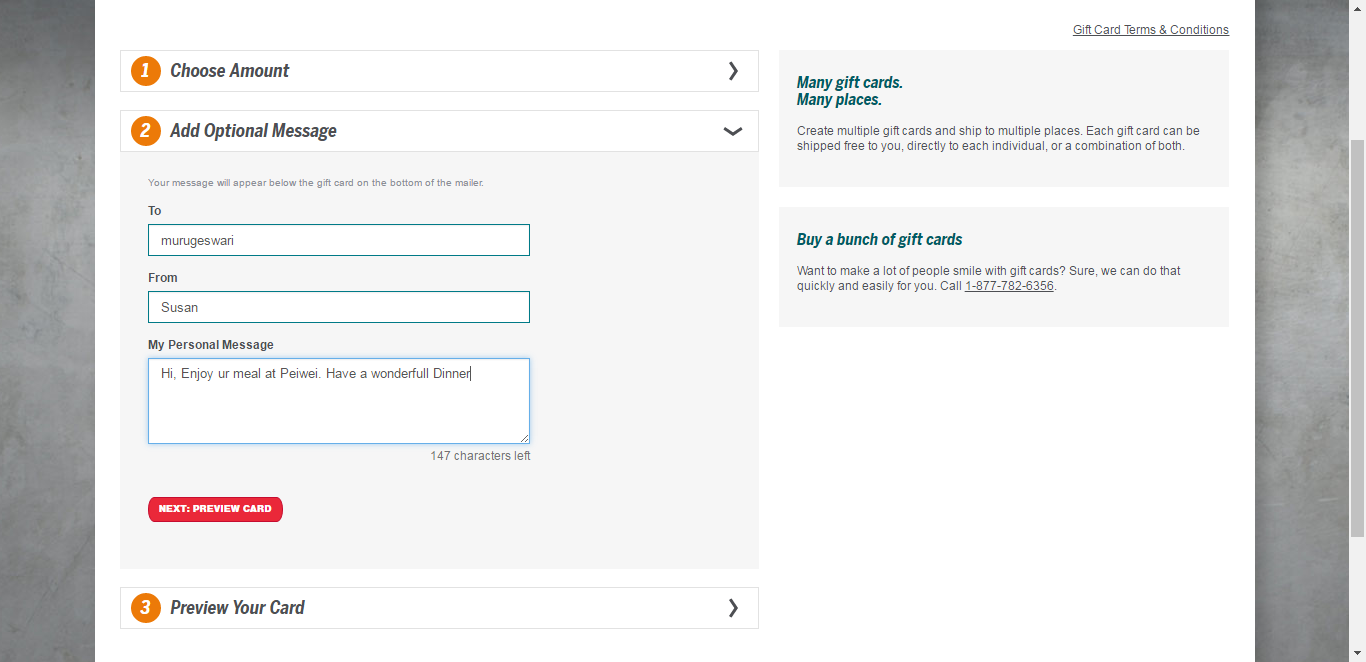 Gift Card Terms & Conditions
1 Choose Amount
2 Add Optional Message
Your message will appear below the gift card on the bottom of the mailer.
To
murugeswari
From
Susan
My Personal Message
Hi, Enjoy ur meal at Peiwei. Have a wonderfull Dinner
147 characters left
NEXT: PREVIEW CARD
3 Preview Your Card
Many gift cards.
Many places.
Create multiple gift cards and ship to multiple places. Each gift card can be
shipped free to you, directly to each individual, or a combination of both.
Buy a bunch of gift cards
Want to make a lot of people smile with gift cards? Sure, we can do that
quickly and easily for you. Call 1-877-782-6356.